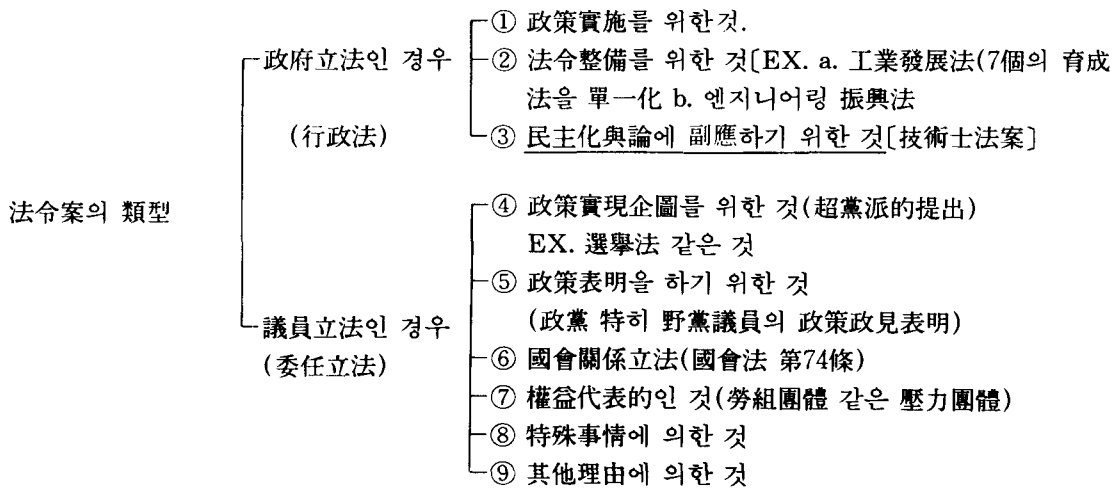 ① 政策實施를 위한것.
政府立法인 경우
② 法令整備를 위한 것[EX. a. 工業發展法(7個의 育成
法을 單一化 b. 엔지니어링 振興法
(行政法)
③ 民主化與論에 副應하기 위한 것[技術士法案]
法令案의 類型
④ 政策實現企圖를 위한 것(超黨派的提出)
EX. 選擧法 같은 것
⑤ 政策表明을 하기 위한 것
(政黨 特히 野黨議員의 政策政見表明)
議員立法인 경우
(委任立法)
⑥ 國會關係立法(國會法 第74條)
⑦ 權益代表的인 것(勞組團體 같은 壓力團體)
⑧ 特殊事情에 의한 것
⑨ 其他理由에 의한 것